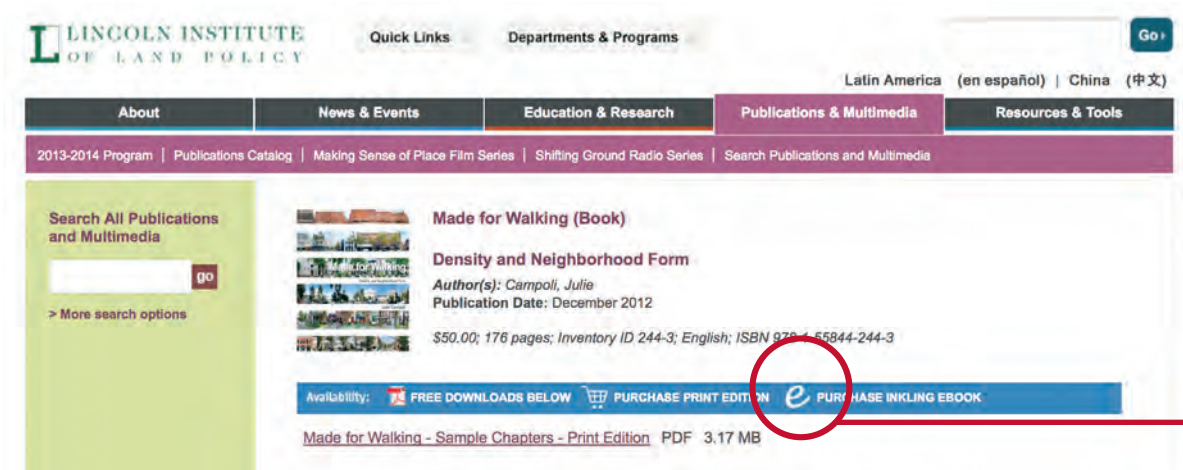 LINCOLN INSTITUTE
OF LAND POLICY
Quick Links
Departments & Programs
Go
Latin America (en español) | China (中文)
About
News & Events
Education & Research
Publications & Multimedia
Resources & Tools
2013-2014 Program | Publications Catalog | Making Sense of Place Film Series | Shifting Ground Radio Series | Search Publications and Multimedia
Search All Publications
and Multimedia
go
> More search options
Made for Walking
Made for Walking (Book)
Density and Neighborhood Form
Author(s): Campoli, Julie
Publication Date: December 2012
$50.00; 176 pages; Inventory ID 244-3; English; ISBN 978-1-55844-244-3
Availability: FREE DOWNLOADS BELOW PURCHASE PRINT EDITION e PURCHASE INKLING EBOOK
Made for Walking - Sample Chapters - Print Edition PDF 3.17 MB